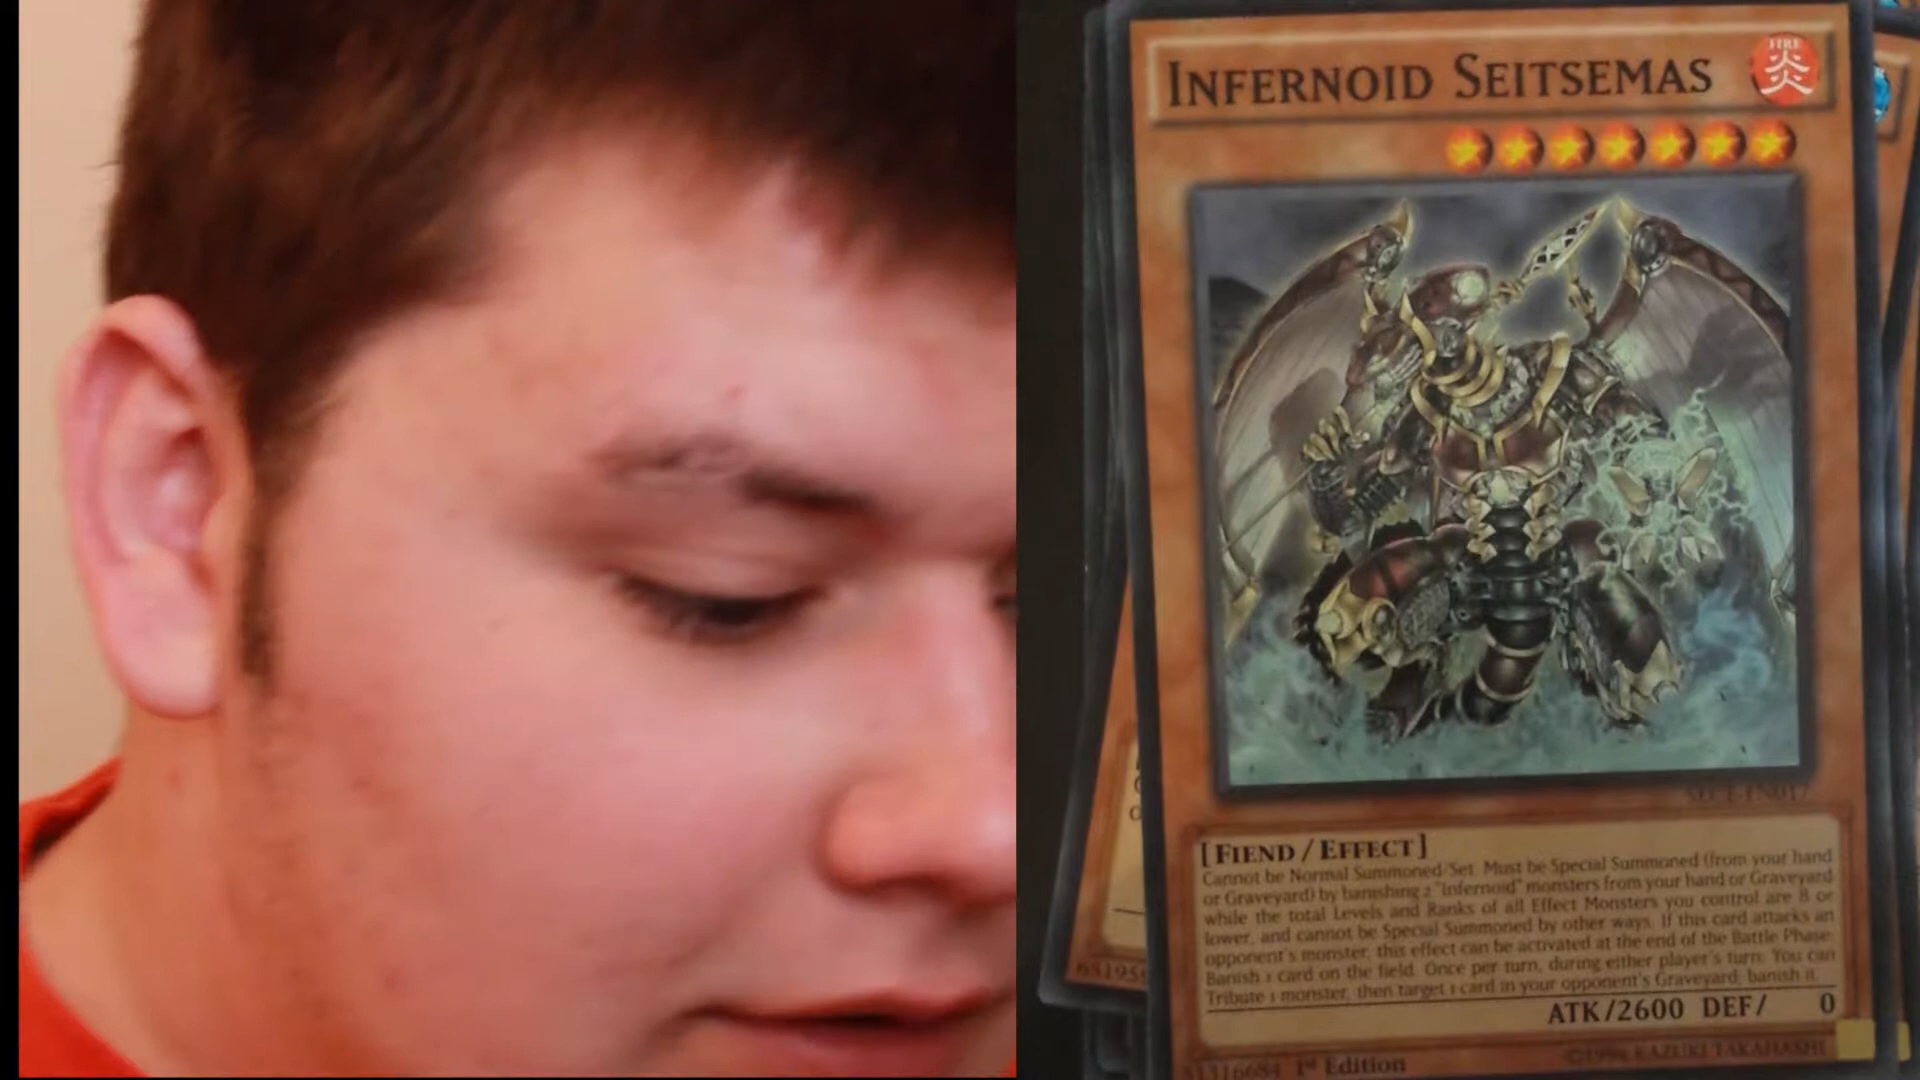 INFERNOID SEITSEMAS
FIRE
炎
[FIEND/EFFECT]
Cannot be Normal Summoned/Set. Must be Special Summoned (from your hand
or Graveyard) by banishing 2 "Infernoid" monsters from your hand or Graveyard
while the total Levels and Ranks of all Effect Monsters you control are 8 or
lower, and cannot be Special Summoned by other ways. If this card attacks an
opponent's monster, this effect can be activated at the end of the Battle Phase:
Banish 1 card on the field. Once per turn, during either player's turn: You can
Tribute 1 monster, then target 1 card in your opponent's Graveyard; banish it.
ATK/2600 DEF/ 0
81316684 1st Edition
©1996 KAZUKI TAKAHASHI